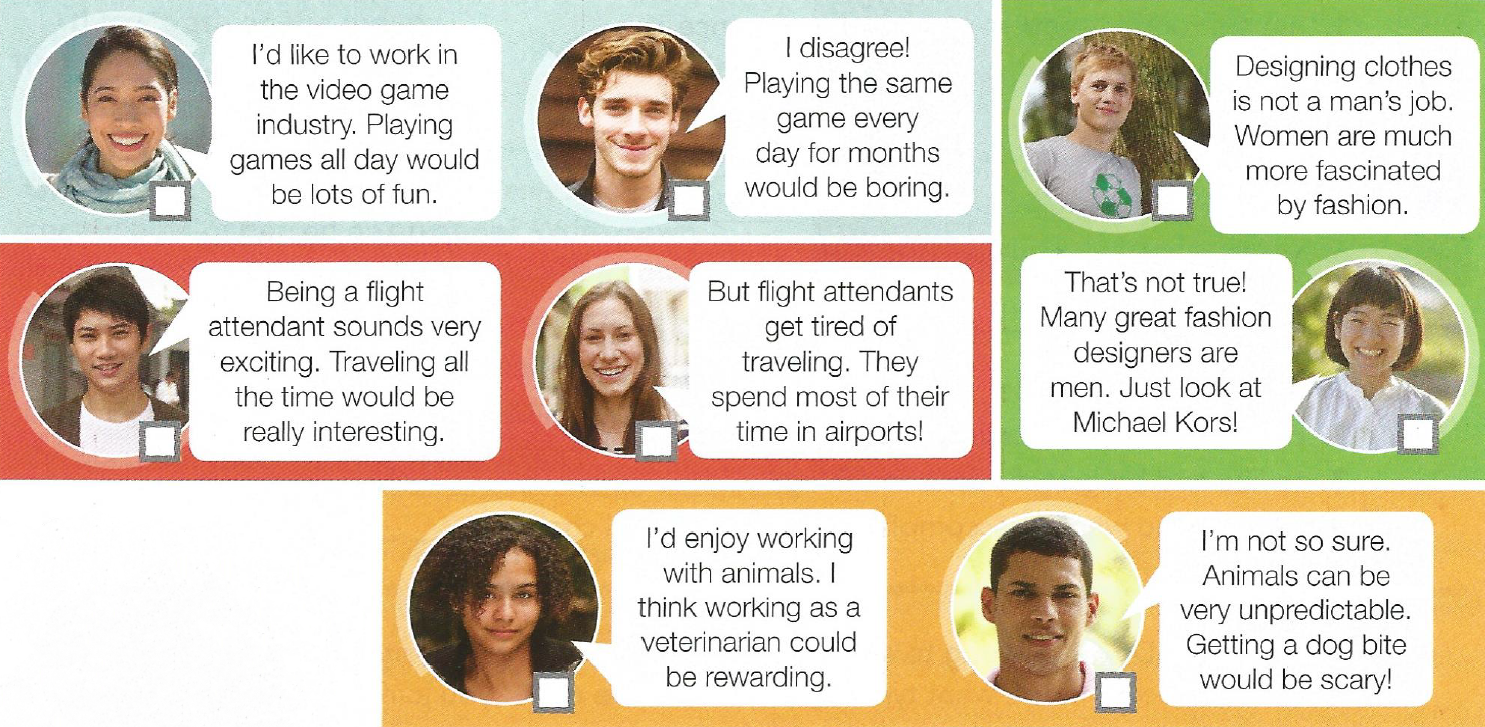 I'd like to work in
the video game
industry. Playing
games all day would
be lots of fun.
I disagree!
Playing the same
game every
day for months
would be boring.
Designing clothes
is not a man's job.
Women are much
more fascinated
by fashion.
That's not true!
Many great fashion
designers are
men. Just look at
Michael Kors!
Being a flight
attendant sounds very
exciting. Traveling all
the time would be
really interesting.
But flight attendants
get tired of
traveling. They
spend most of their
time in airports!
I'd enjoy working
with animals. I
think working as a
veterinarian could
be rewarding.
I'm not so sure.
Animals can be
very unpredictable.
Getting a dog bite
would be scary!